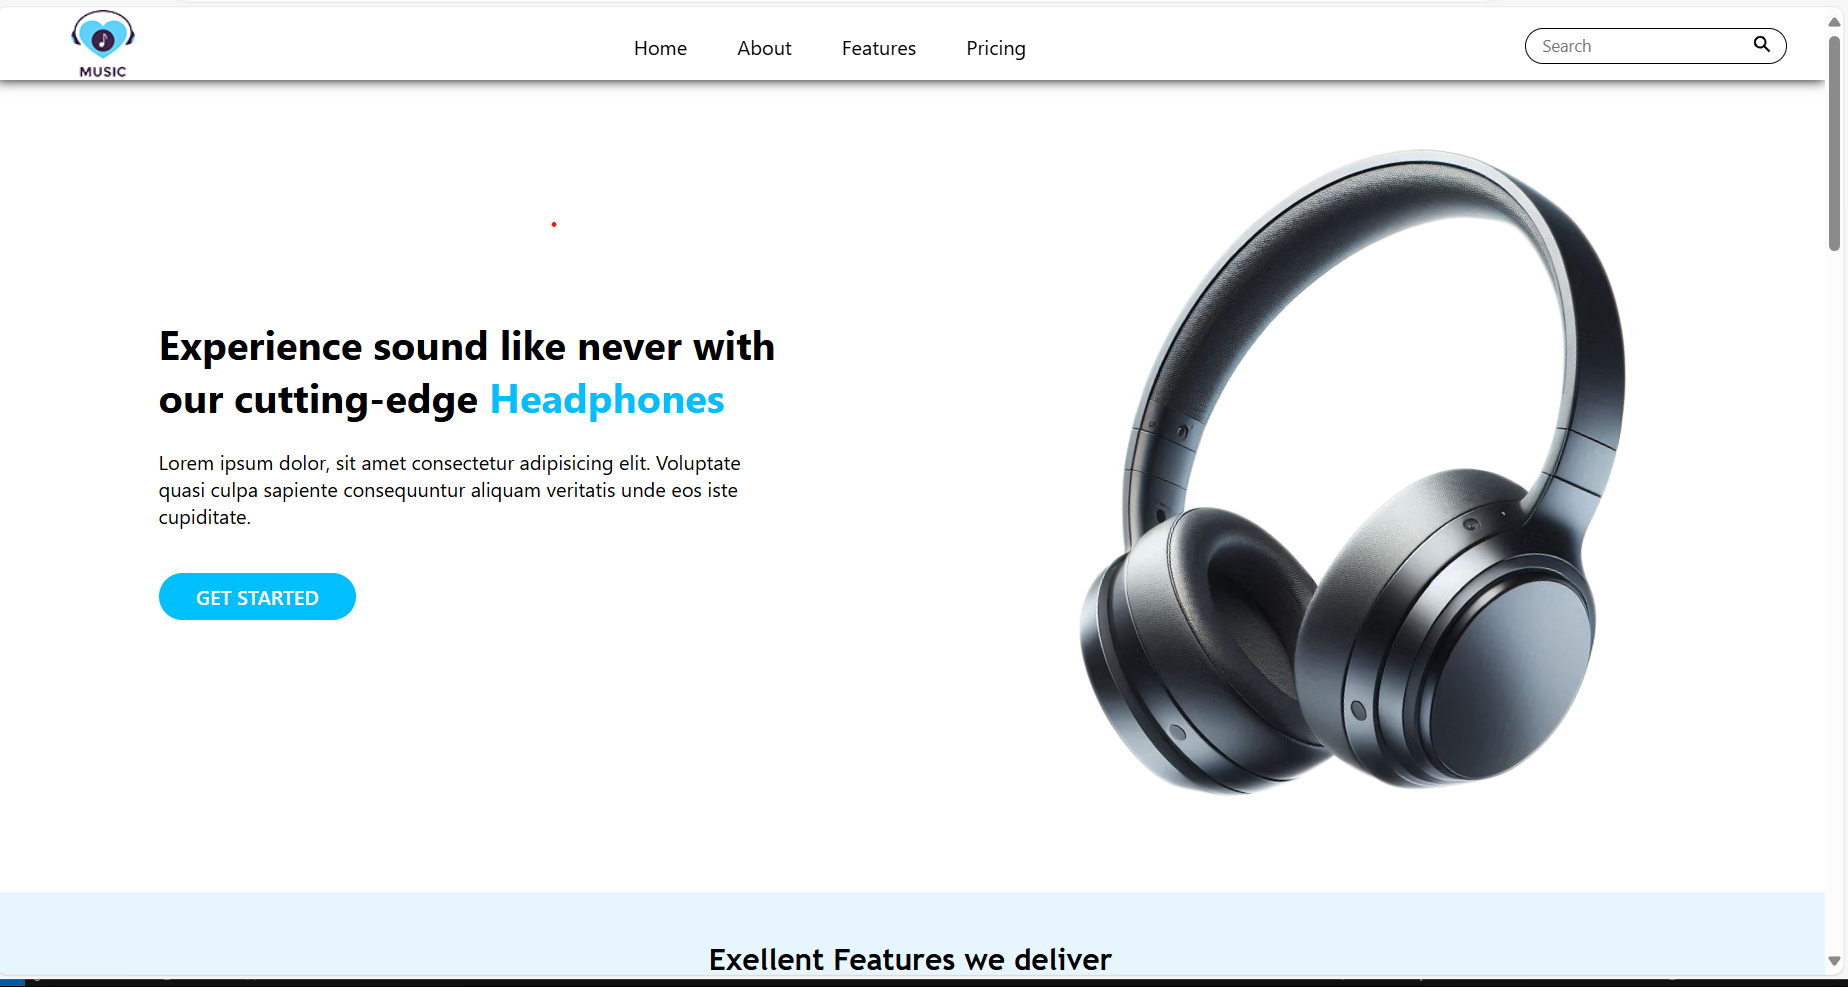 MUSIC
Home
About
Features
Pricing
Search
Experience sound like never with
our cutting-edge Headphones
Lorem ipsum dolor, sit amet consectetur adipisicing elit. Voluptate
quasi culpa sapiente consequuntur aliquam veritatis unde eos iste
cupiditate.
GET STARTED
Exellent Features we deliver